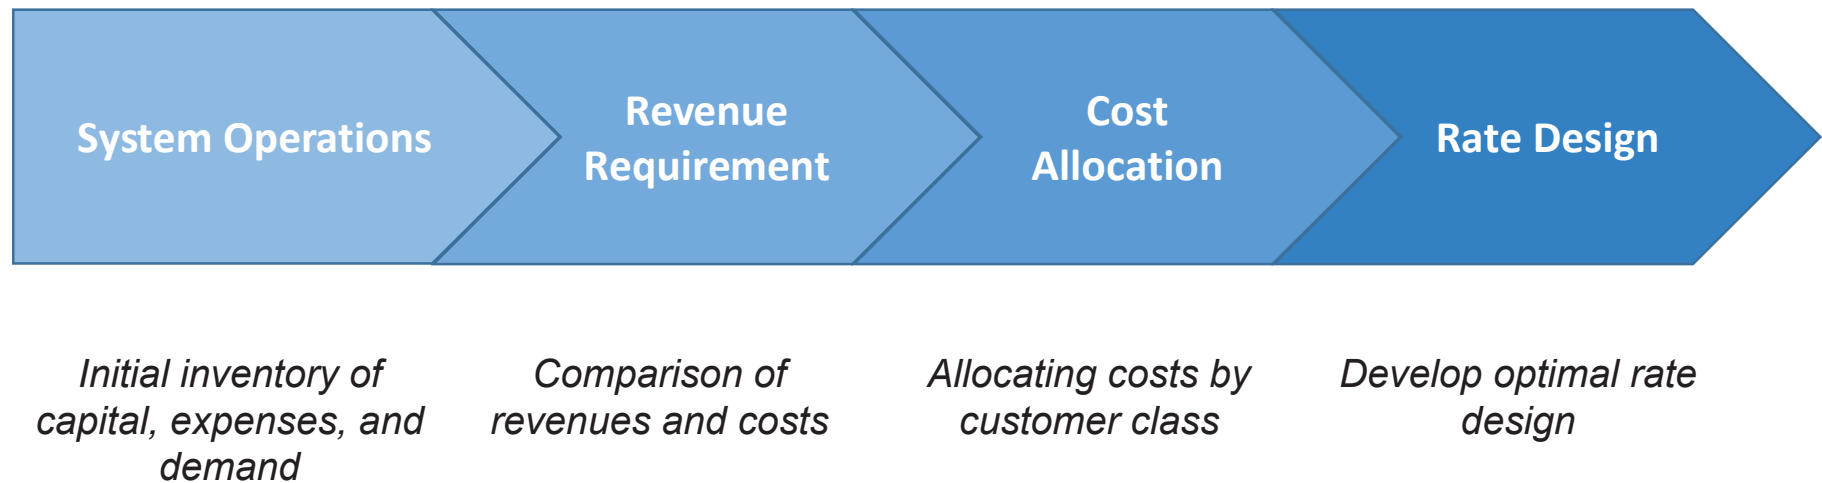 System Operations
Revenue
Requirement
Cost
Allocation
Rate Design
Initial inventory of
capital, expenses, and
demand
Comparison of
revenues and costs
Allocating costs by
customer class
Develop optimal rate
design